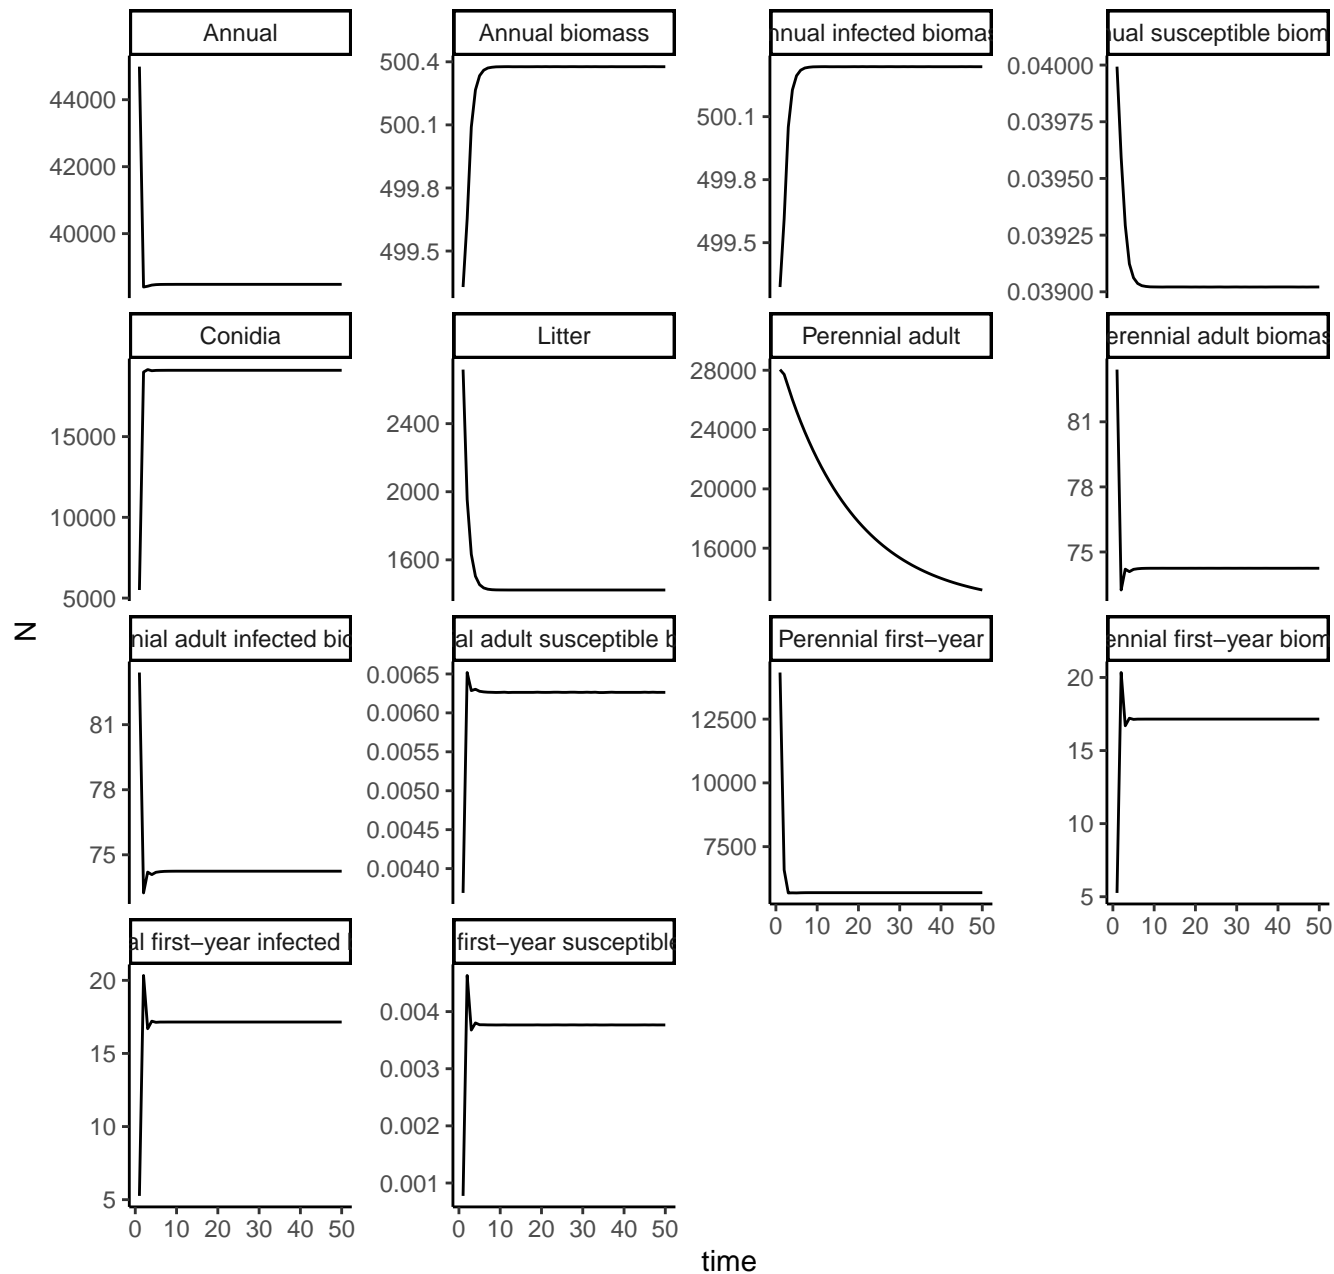 Annual
Annual biomass
nnual infected biomas
ual susceptible biom
44000
42000
40000
500.4
500.1
499.8
499.5
500.1
499.8
499.5
0.04000
0.03975
0.03950
0.03925
0.03900
Conidia
Litter
Perennial adult
erennial adult biomas
15000
10000
5000
2400
2000
1600
28000
24000
20000
16000
81
78
75
N
nial adult infected bio
al adult susceptible b
Perennial first−year
ennial first−year biom
81
78
75
0.0065
0.0060
0.0055
0.0050
0.0045
0.0040
12500
10000
7500
20
15
10
5
0 10 20 30 40 50
0 10 20 30 40 50
al first−year infected
first−year susceptible
20
15
10
5
0.004
0.003
0.002
0.001
0 10 20 30 40 50
0 10 20 30 40 50
time